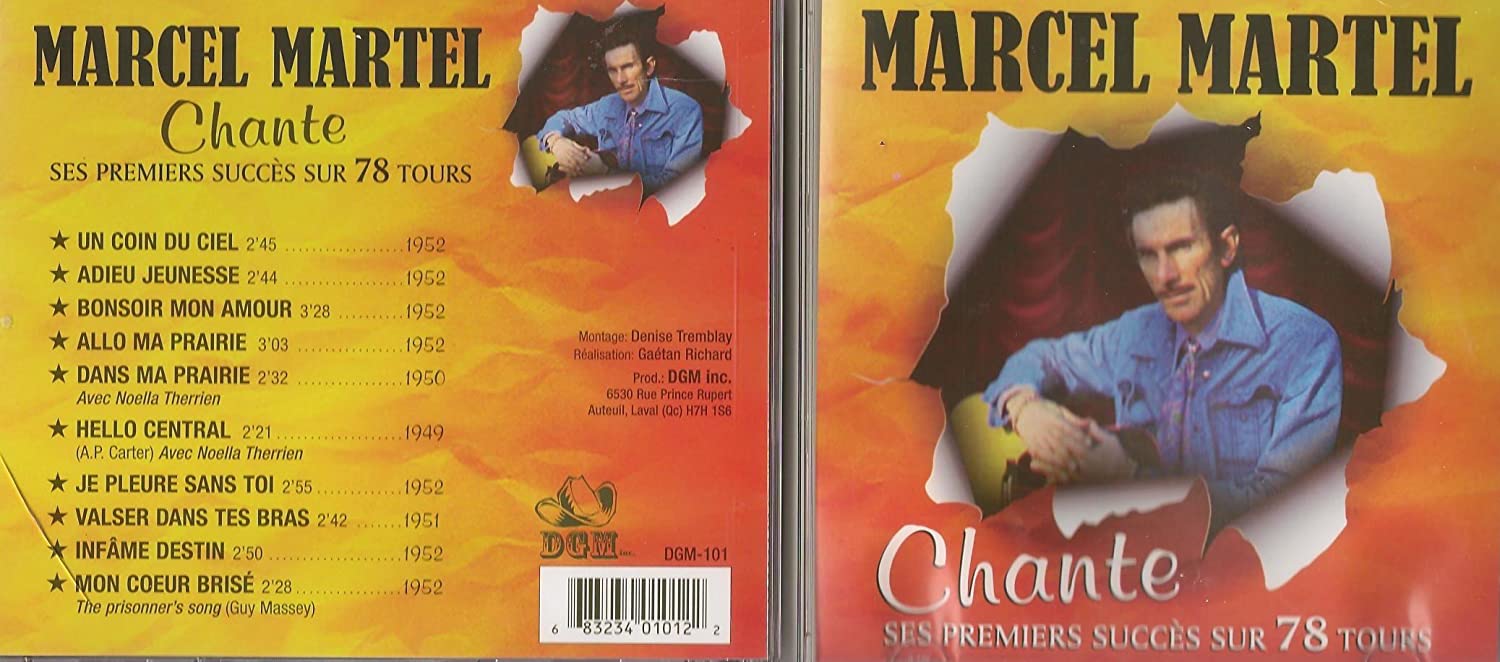 MARCEL MARTEL
Chante
SES PREMIERS SUCCÈS SUR 78 TOURS
★ UN COIN DU CIEL 2'45 ..................1952
★ ADIEU JEUNESSE 2'44 ..................1952
★ BONSOIR MON AMOUR 3'28 ..........1952
★ ALLO MA PRAIRIE 3'03 ................1952
★ DANS MA PRAIRIE 2'32 ................1950
Avec Noella Therrien
★ HELLO CENTRAL 2'21 ...................1949
(A.P. Carter) Avec Noella Therrien
★ JE PLEURE SANS TOI 2'55 .............1952
★ VALSER DANS TES BRAS 2'42 .......1951
★ INFÂME DESTIN 2'50 ...................1952
★ MON COEUR BRISÉ 2'28................1952
The prisonner's song (Guy Massey)
Montage: Denise Tremblay
Réalisation: Gaétan Richard
Prod.: DGM inc.
6530 Rue Prince Rupert
Auteuil, Laval (Qc) H7H 1S6
DGM inc.
DGM-101
6 83234 01012 2
MARCEL MARTEL
Chante
SES PREMIERS SUCCÈS SUR 78 TOURS